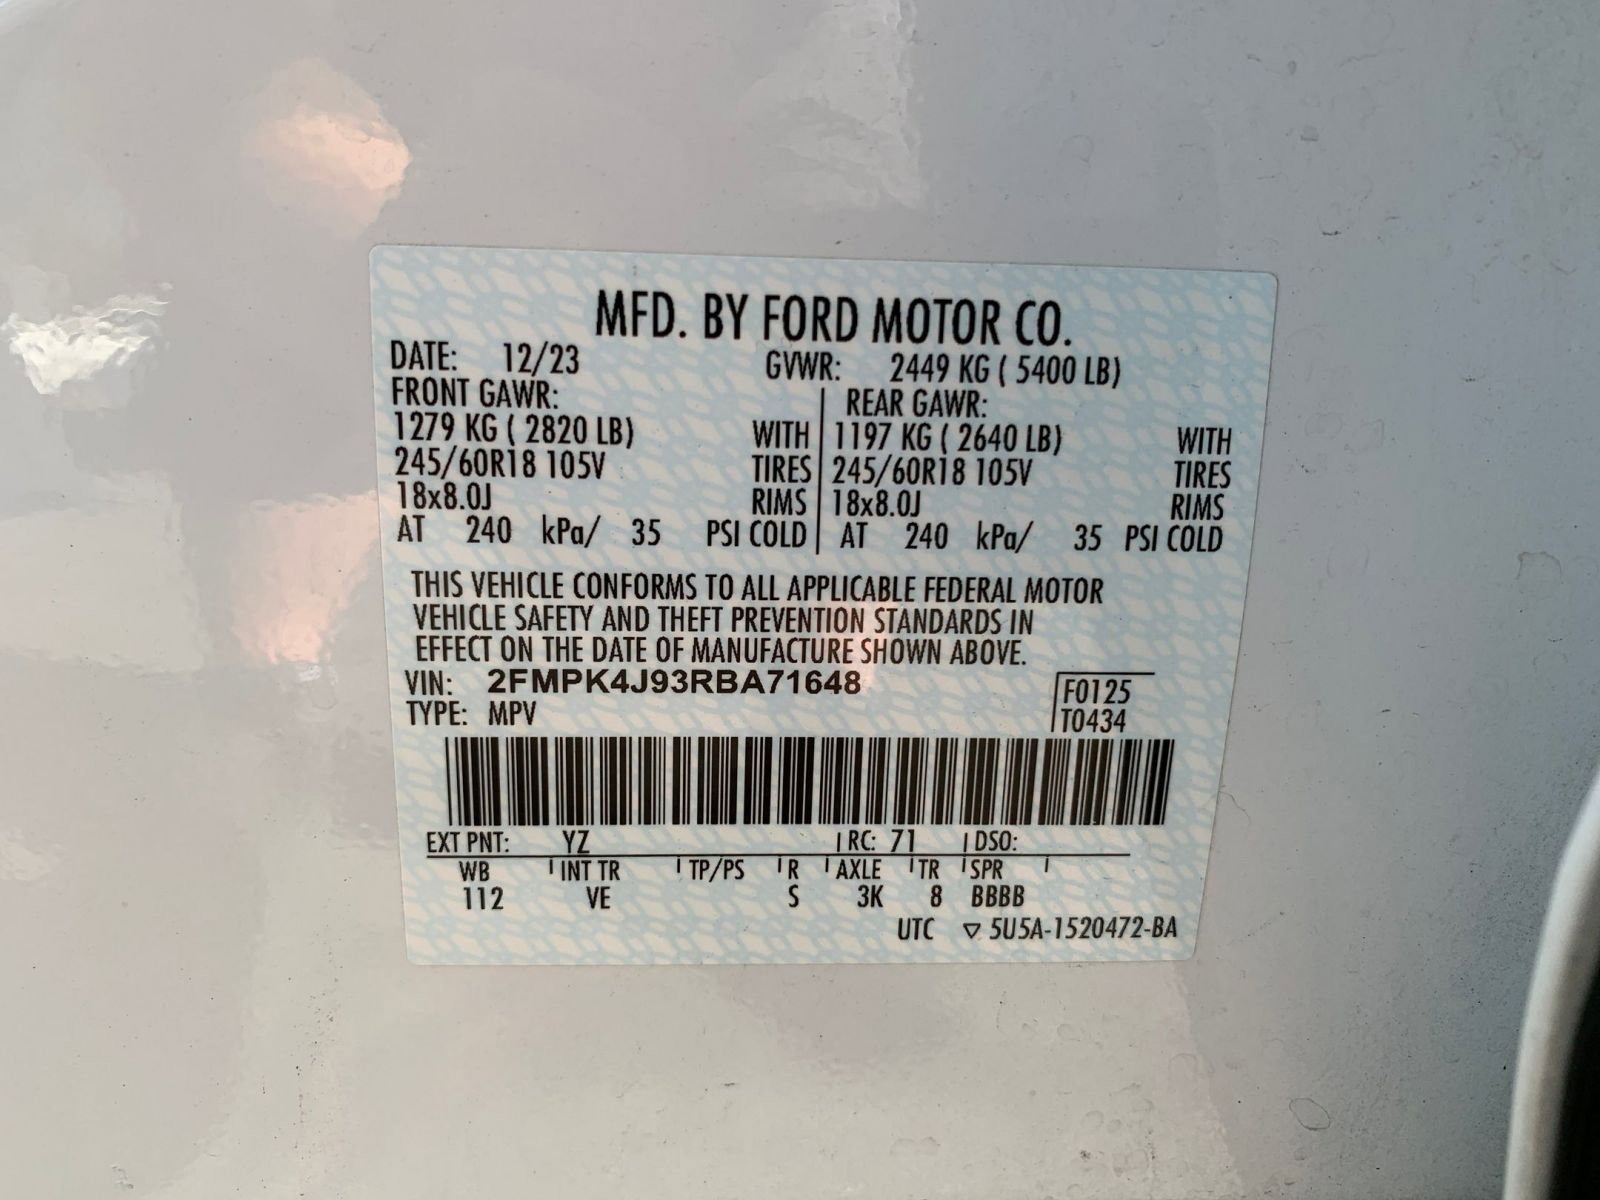 MFD. BY FORD MOTOR CO.
DATE: 12/23 GVWR: 2449 KG ( 5400 LB)
FRONT GAWR: REAR GAWR:
1279 KG ( 2820 LB) WITH 1197 KG ( 2640 LB) WITH
245/60R18 105V TIRES 245/60R18 105V TIRES
18x8.0J RIMS 18x8.0J RIMS
AT 240 kPa/ 35 PSI COLD AT 240 kPa/ 35 PSI COLD
THIS VEHICLE CONFORMS TO ALL APPLICABLE FEDERAL MOTOR
VEHICLE SAFETY AND THEFT PREVENTION STANDARDS IN
EFFECT ON THE DATE OF MANUFACTURE SHOWN ABOVE.
VIN: 2FMPK4J93RBA71648 F0125
TYPE: MPV T0434
EXT PNT: YZ RC: 71 DSO:
WB INT TR TP/PS R AXLE TR SPR
112 VE S 3K 8 BBBB
UTC ▽ 5U5A-1520472-BA